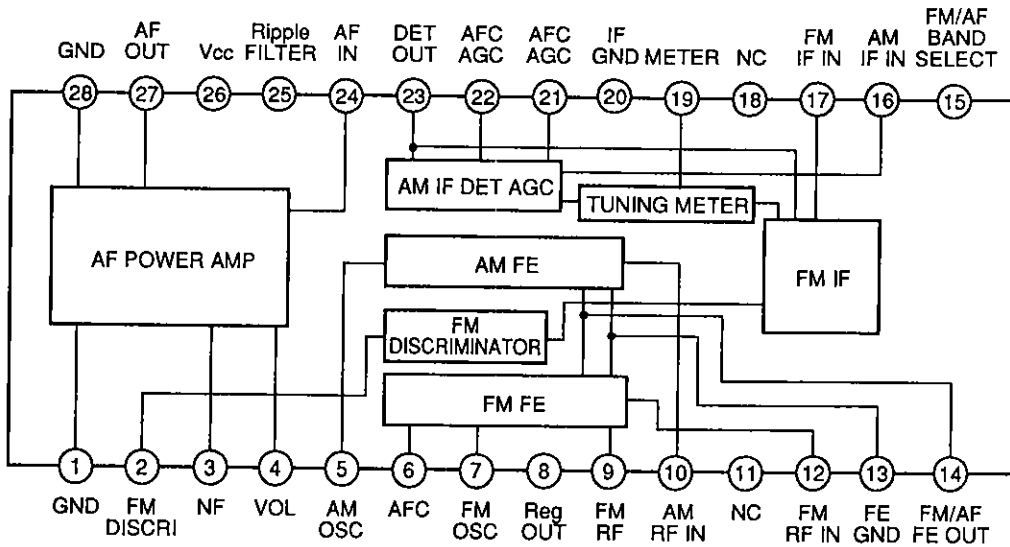 GND
AF
OUT
Vcc
Ripple
FILTER
AF
IN
DET
OUT
AFC
AGC
AFC
AGC
IF
GND
METER
NC
FM
IF IN
AM
IF IN
FM/AF
BAND
SELECT
28
27
26
25
24
23
22
21
20
19
18
17
16
15
AM IF DET AGC
TUNING METER
AF POWER AMP
AM FE
FM IF
FM
DISCRIMINATOR
FM FE
1
2
3
4
5
6
7
8
9
10
11
12
13
14
GND
FM
DISCRI
NF
VOL
AM
OSC
AFC
FM
OSC
Reg
OUT
FM
RF
AM
RF IN
NC
FM
RF IN
FE
GND
FM/AF
FE OUT